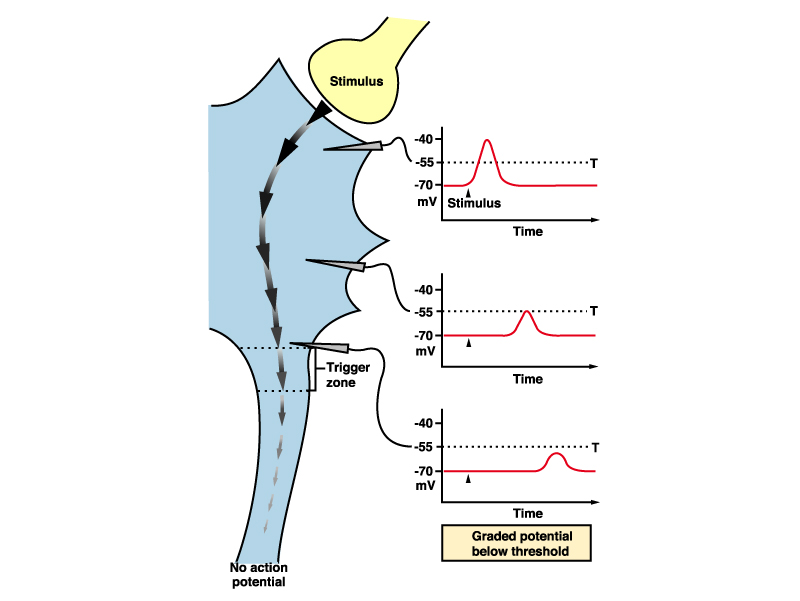 Stimulus
-40
-55
T
-70
mV
Stimulus
Time
-40
-55
T
-70
mV
Time
Trigger
zone
-40
-55
T
-70
mV
Time
Graded potential
below threshold
No action
potential